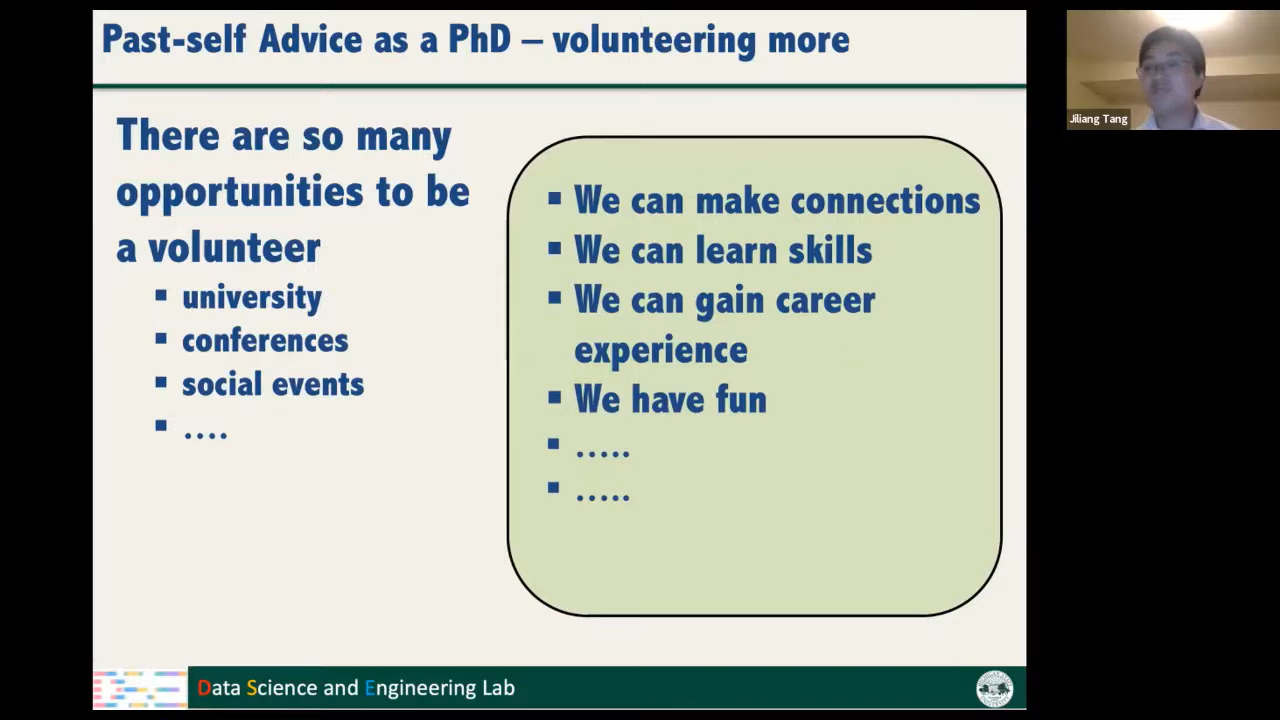 Past-self Advice as a PhD – volunteering more
There are so many
opportunities to be
a volunteer
▪ university
▪ conferences
▪ social events
▪ ....
▪ We can make connections
▪ We can learn skills
▪ We can gain career
experience
▪ We have fun
▪ .....
▪ .....
Data Science and Engineering Lab
Jiliang Tang